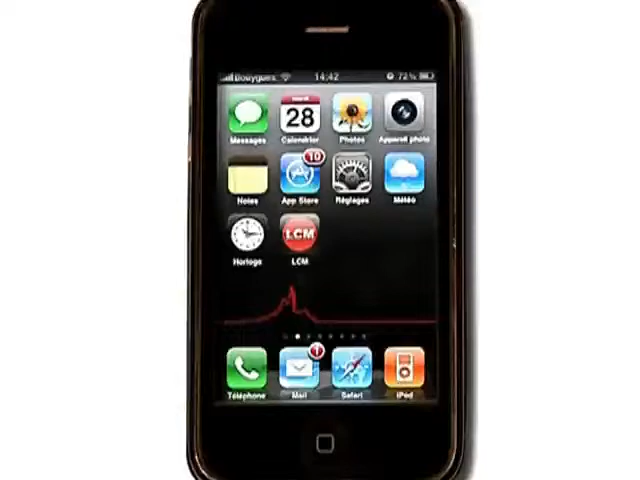 Bouygues 14:42 72%
28
Messages Calendrier Photos Appareil photo
10
Notes App Store Réglages Météo
LCM
Horloge LCM
1
Téléphone Mail Safari iPod